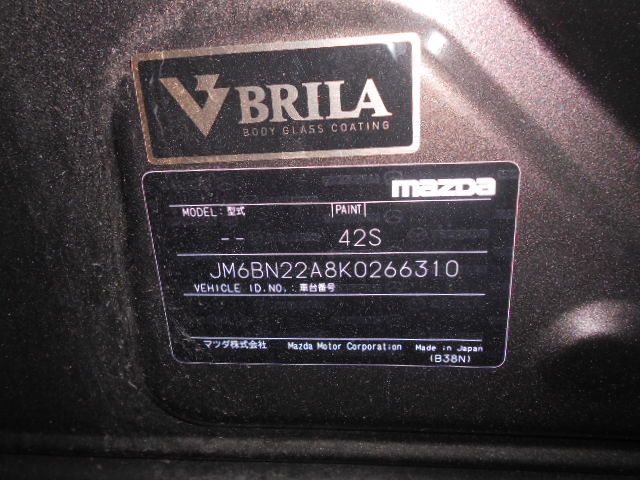 BRILA
BODY GLASS COATING
mazda
MODEL: 型式 PAINT
-- 42S
JM6BN22A8K0266310
VEHICLE ID.NO.: 車台番号
マツダ株式会社 Mazda Motor Corporation Made in Japan
(B38N)